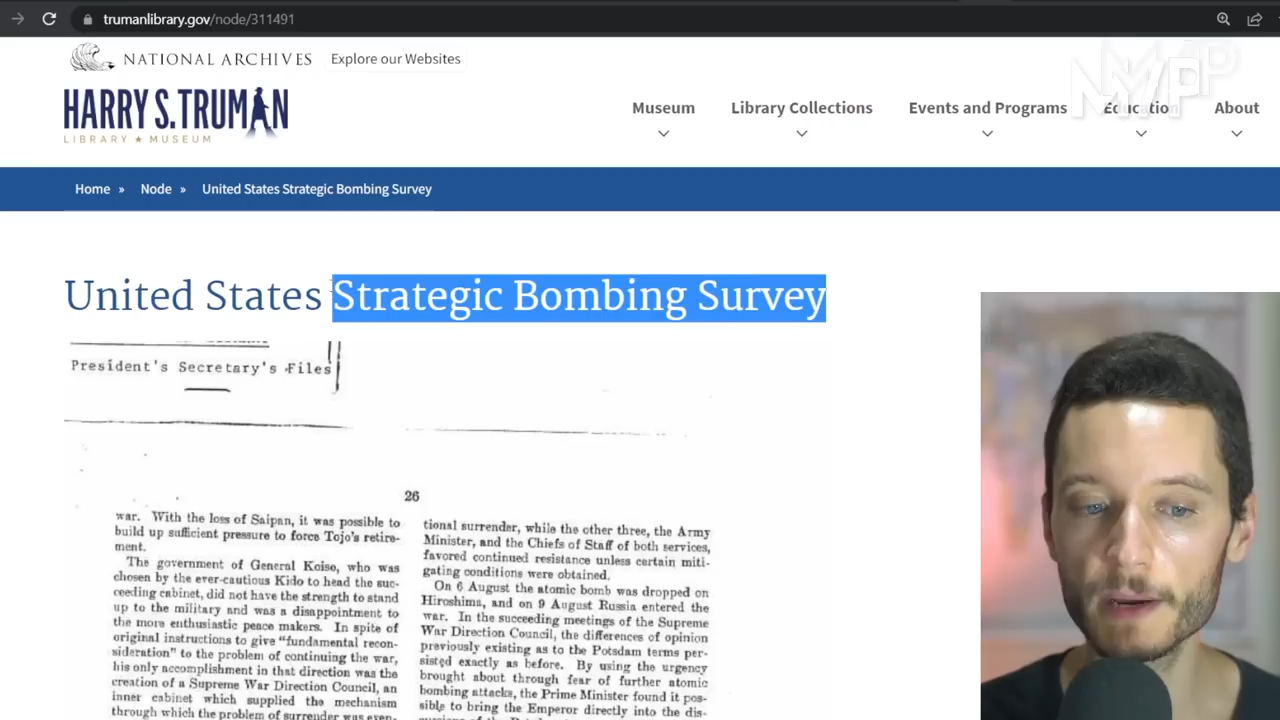 trumanlibrary.gov/node/311491
NATIONAL ARCHIVES Explore our Websites
HARRY S. TRUMAN
LIBRARY ★ MUSEUM
Museum Library Collections Events and Programs Education About
NYMPP
Home » Node » United States Strategic Bombing Survey
United States Strategic Bombing Survey
President's Secretary's Files
26
war. With the loss of Saipan, it was possible to
build up sufficient pressure to force Tojo's retire-
ment.
The government of General Koiso, who was
chosen by the ever-cautious Kido to head the suc-
ceeding cabinet, did not have the strength to stand
up to the military and was a disappointment to
the more enthusiastic peace makers. In spite of
original instructions to give "fundamental recon-
sideration" to the problem of continuing the war,
his only accomplishment in that direction was the
creation of a Supreme War Direction Council, an
inner cabinet which supplied the mechanism
through which the problem of surrender was even-
tional surrender, while the other three, the Army
Minister, and the Chiefs of Staff of both services,
favored continued resistance unless certain miti-
gating conditions were obtained.
On 6 August the atomic bomb was dropped on
Hiroshima, and on 9 August Russia entered the
war. In the succeeding meetings of the Supreme
War Direction Council, the differences of opinion
previously existing as to the Potsdam terms per-
sisted exactly as before. By using the urgency
brought about through fear of further atomic
bombing attacks, the Prime Minister found it pos-
sible to bring the Emperor directly into the dis-